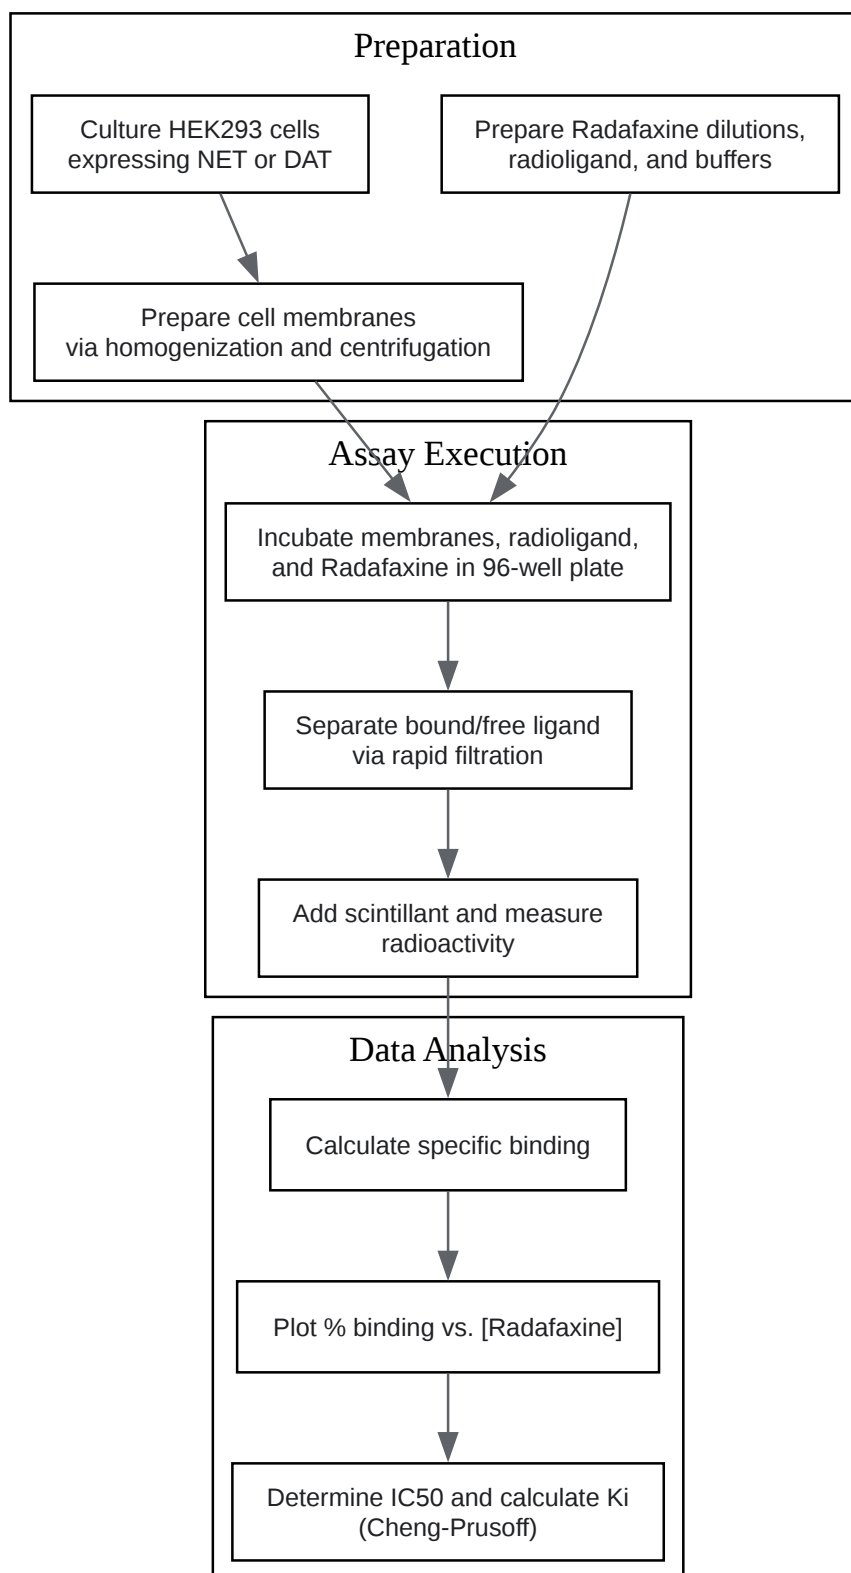 Preparation
Culture HEK293 cells
expressing NET or DAT
Prepare Radafaxine dilutions,
radioligand, and buffers
Prepare cell membranes
via homogenization and centrifugation
Assay Execution
Incubate membranes, radioligand,
and Radafaxine in 96-well plate
Separate bound/free ligand
via rapid filtration
Add scintillant and measure
radioactivity
Data Analysis
Calculate specific binding
Plot % binding vs. [Radafaxine]
Determine IC50 and calculate Ki
(Cheng-Prusoff)